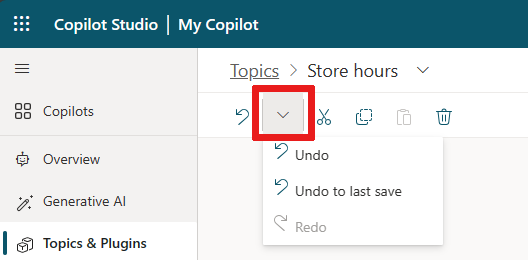 Copilot Studio | My Copilot
Topics > Store hours
Copilots
Overview
Generative AI
Topics & Plugins
Undo
Undo to last save
Redo